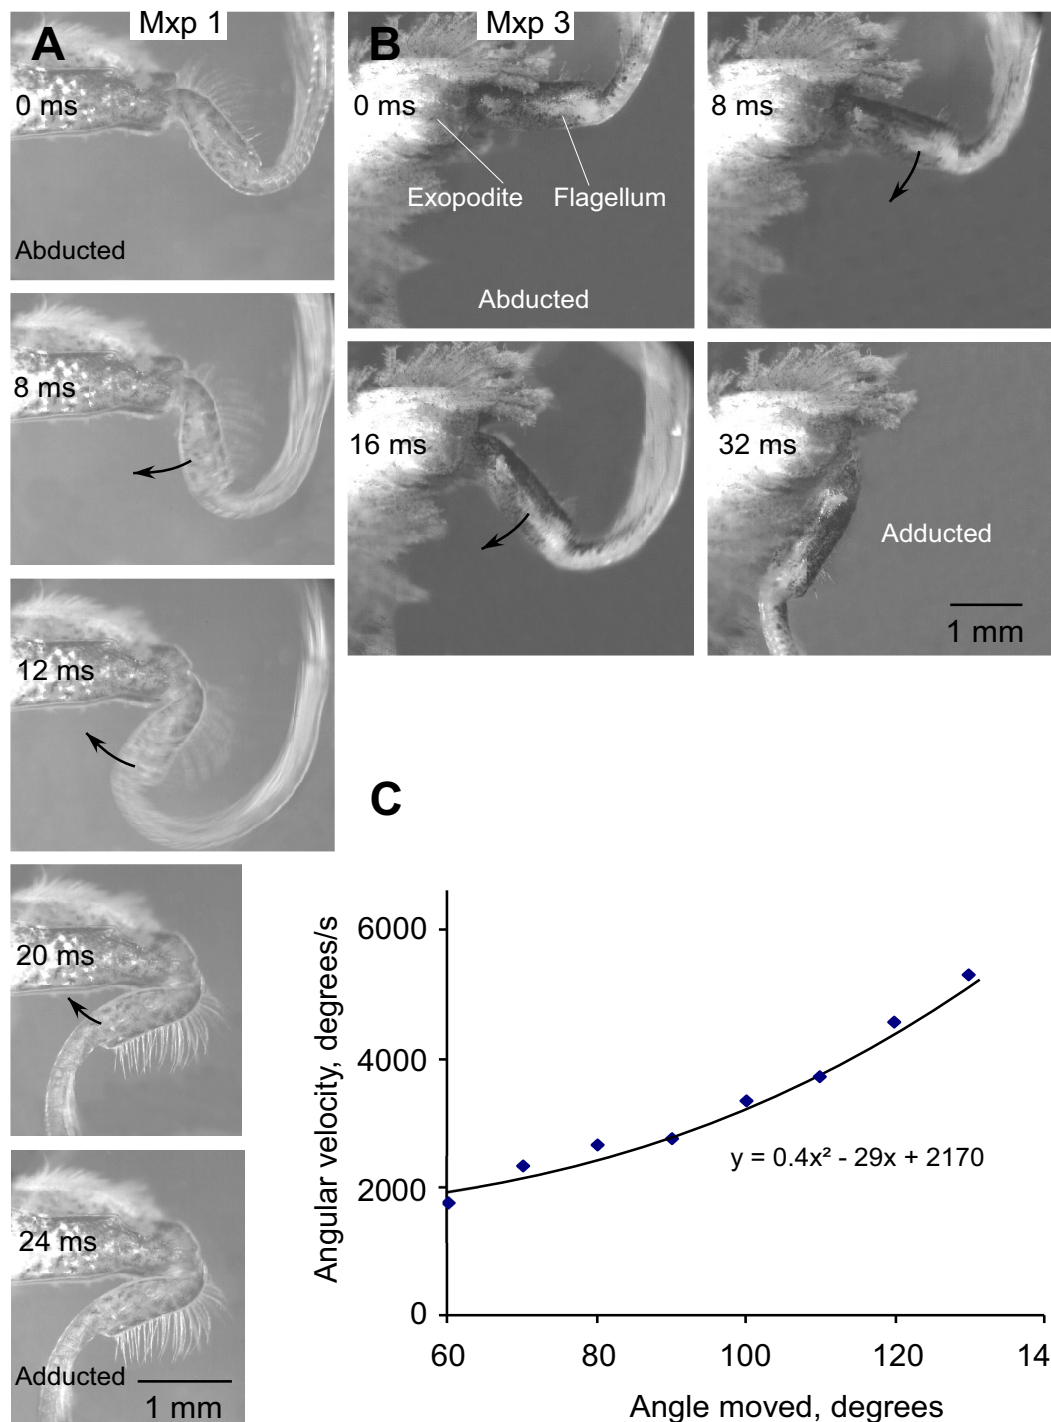 A
Mxp 1
0 ms
Abducted
8 ms
12 ms
20 ms
24 ms
Adducted
1 mm
B
Mxp 3
0 ms
Exopodite
Flagellum
Abducted
8 ms
16 ms
32 ms
Adducted
1 mm
C
Angular velocity, degrees/s
6000
4000
2000
0
y = 0.4x² - 29x + 2170
60 80 100 120 14
Angle moved, degrees